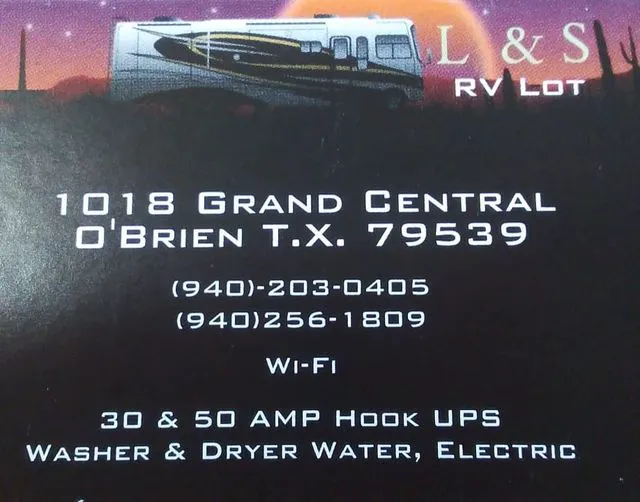 L & S
RV Lot
1018 Grand Central
O'Brien T.X. 79539
(940)-203-0405
(940)256-1809
Wi-Fi
30 & 50 AMP Hook UPS
Washer & Dryer Water, Electric